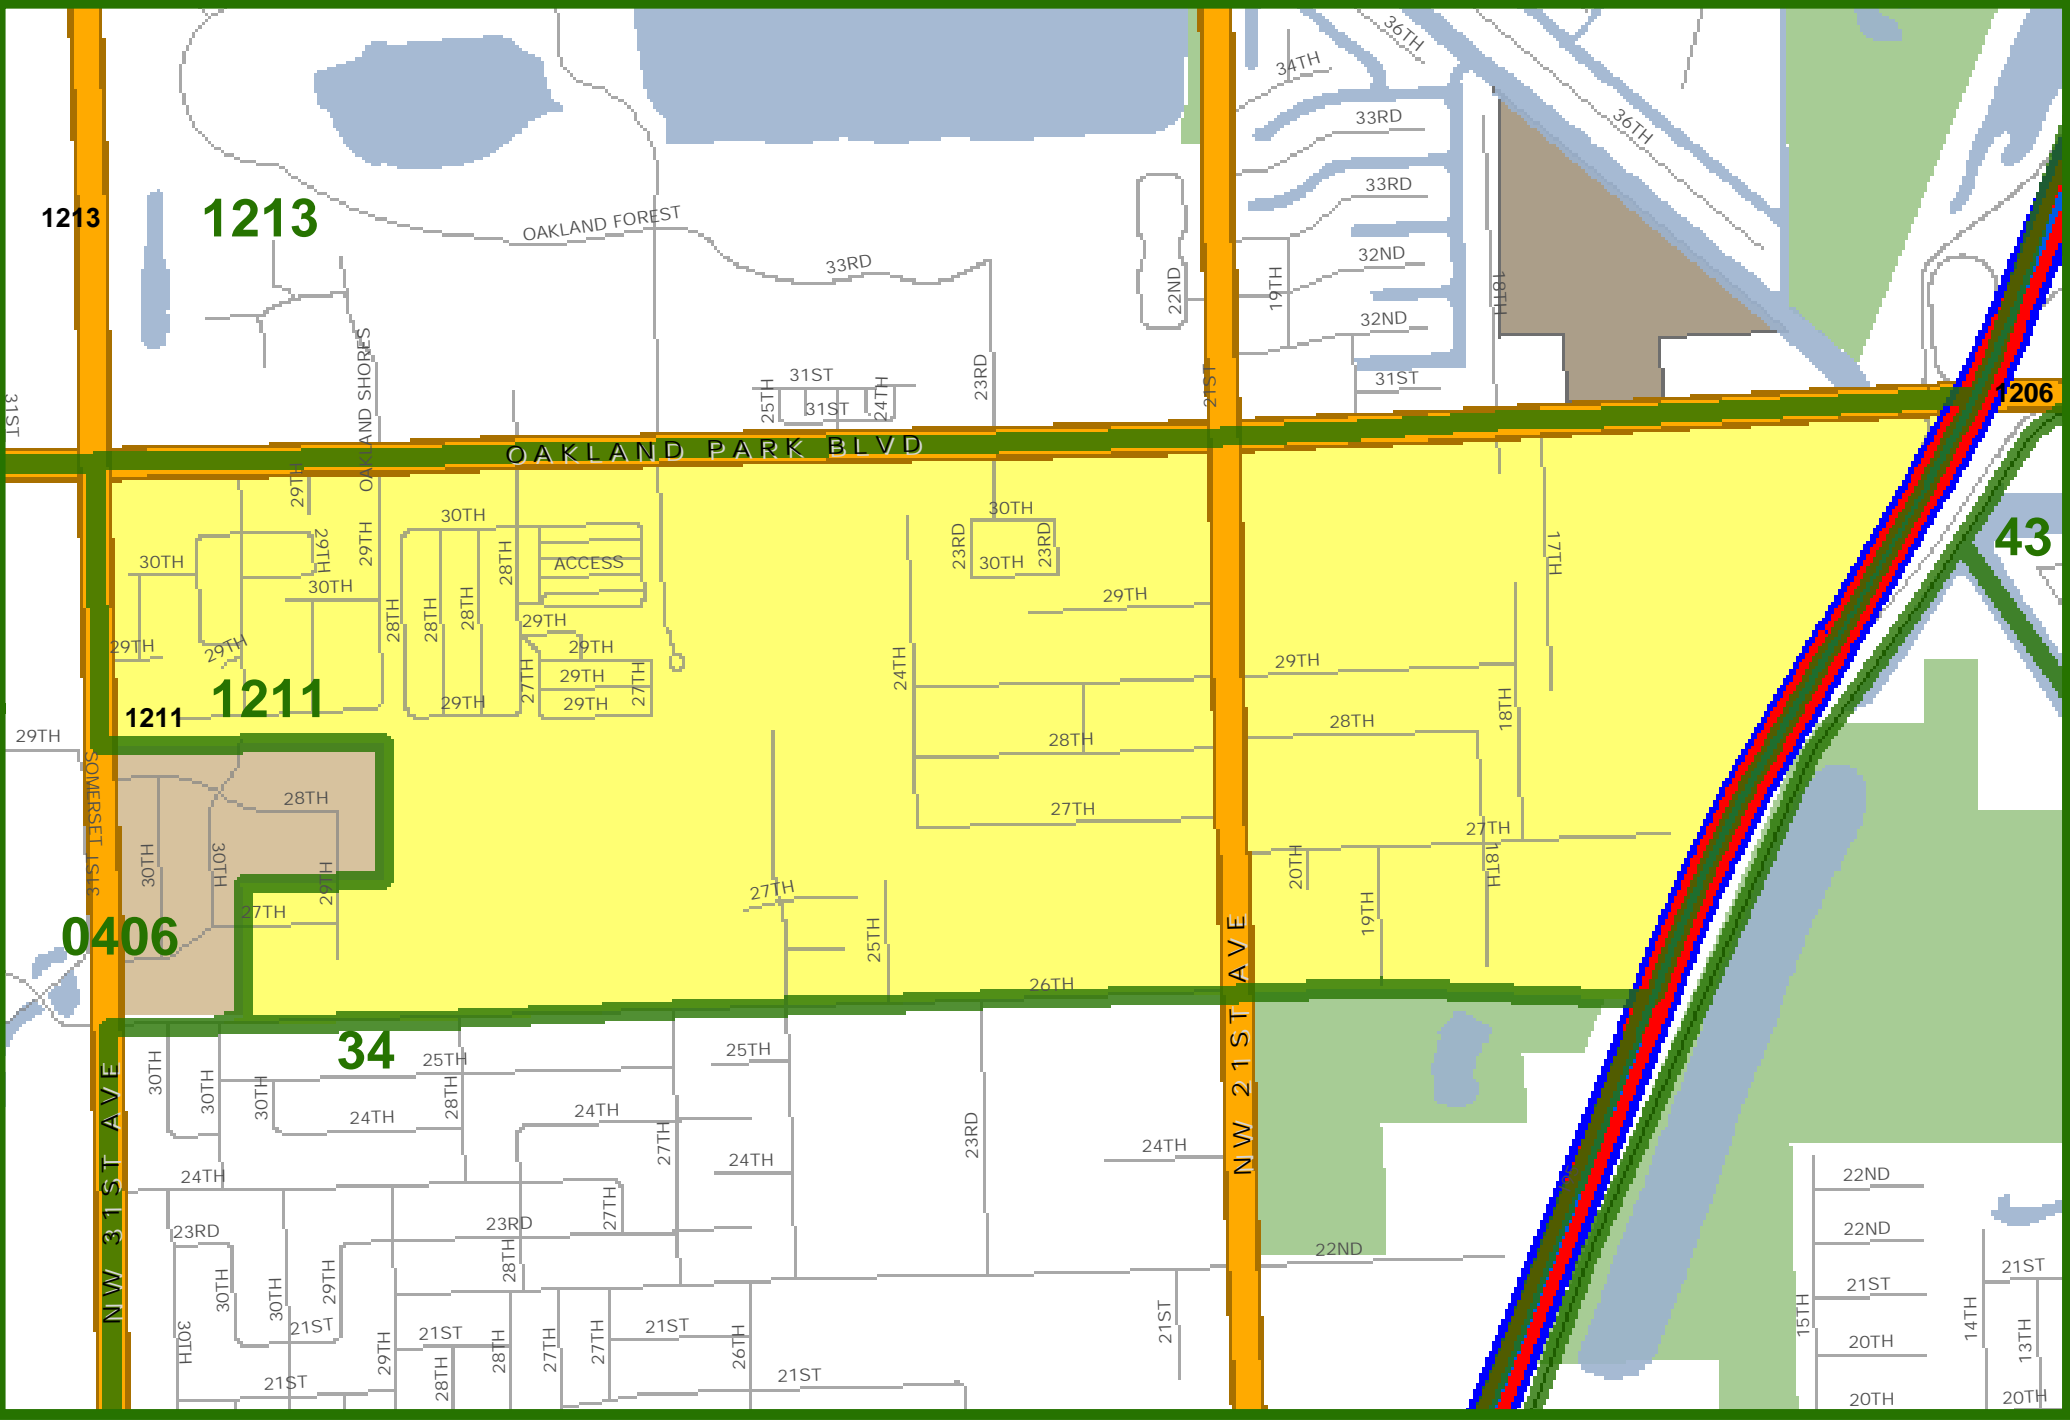 36TH
34TH
33RD
36TH
33RD
1213
1213
OAKLAND FOREST
32ND
33RD
22ND
19TH
18TH
32ND
OAKLAND SHORES
31ST
25TH
31ST
24TH
23RD
21ST
31ST
1206
31ST
OAKLAND PARK BLVD
29TH
30TH
30TH
23RD
30TH
23RD
43
30TH
29TH
29TH
28TH
ACCESS
17TH
30TH
28TH
28TH
28TH
29TH
29TH
29TH
29TH
29TH
27TH
29TH
27TH
29TH
29TH
24TH
29TH
1211
1211
18TH
28TH
29TH
28TH
SOMERSET
31ST
28TH
27TH
27TH
30TH
30TH
29TH
27TH
20TH
18TH
27TH
25TH
19TH
0406
NW 21ST AVE
26TH
34
25TH
25TH
30TH
30TH
30TH
28TH
24TH
24TH
27TH
23RD
24TH
24TH
24TH
NW 31ST AVE
22ND
27TH
23RD
23RD
22ND
28TH
22ND
30TH
30TH
29TH
21ST
21ST
15TH
14TH
13TH
21ST
21ST
21ST
21ST
30TH
29TH
28TH
28TH
27TH
27TH
26TH
20TH
21ST
21ST
20TH
20TH